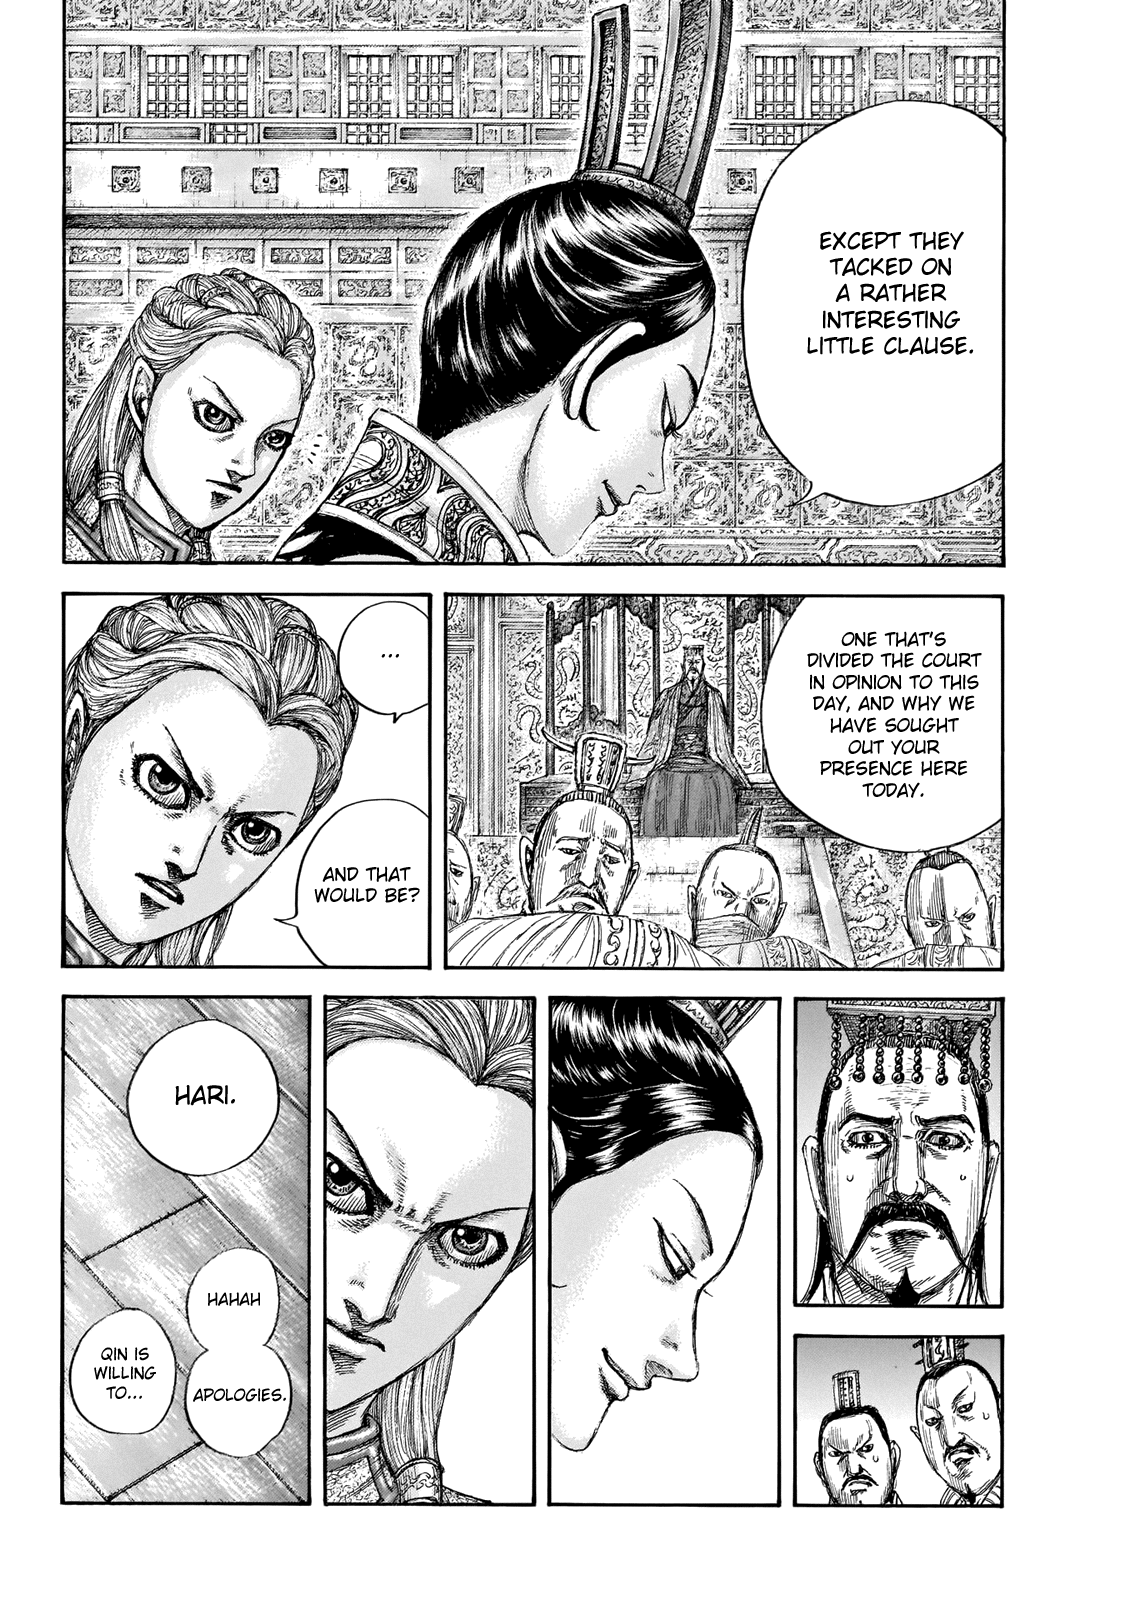 EXCEPT THEY
TACKED ON
A RATHER
INTERESTING
LITTLE CLAUSE.
ONE THAT'S
DIVIDED THE COURT
IN OPINION TO THIS
DAY, AND WHY WE
HAVE SOUGHT
OUT YOUR
PRESENCE HERE
TODAY.
...
AND THAT
WOULD BE?
HARI.
HAHAH
APOLOGIES.
QIN IS
WILLING
TO...